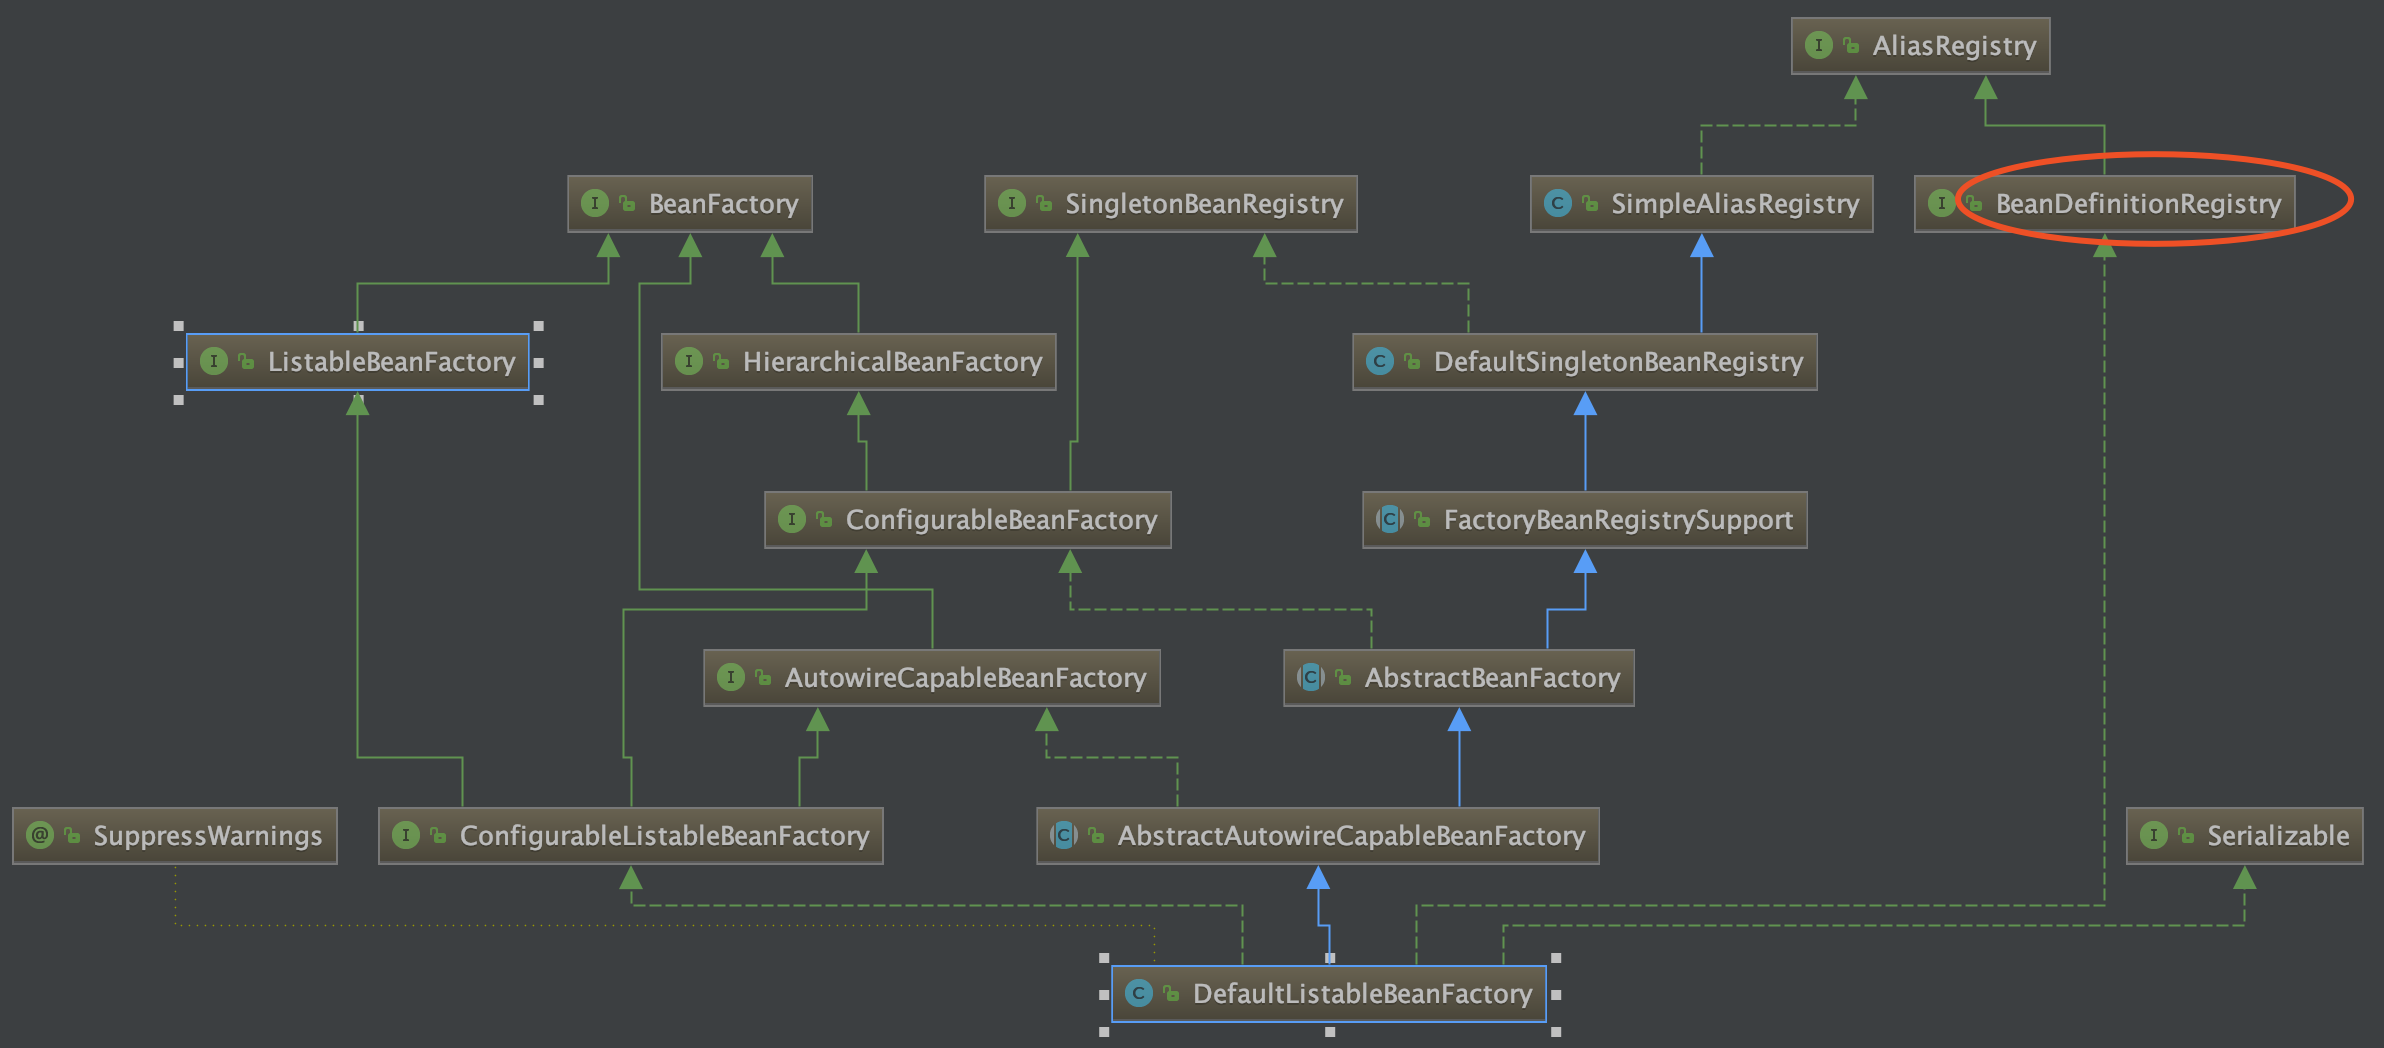 I AliasRegistry
I BeanFactory
I SingletonBeanRegistry
C SimpleAliasRegistry
I BeanDefinitionRegistry
I ListableBeanFactory
I HierarchicalBeanFactory
C DefaultSingletonBeanRegistry
I ConfigurableBeanFactory
C FactoryBeanRegistrySupport
I AutowireCapableBeanFactory
C AbstractBeanFactory
@ SuppressWarnings
I ConfigurableListableBeanFactory
C AbstractAutowireCapableBeanFactory
I Serializable
C DefaultListableBeanFactory